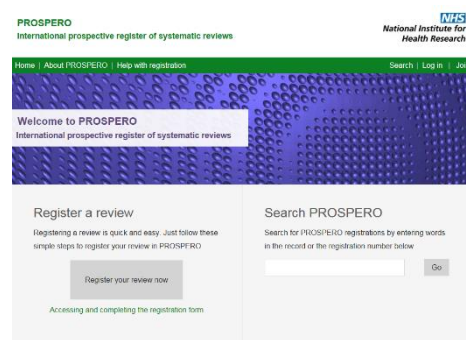 PROSPERO
International prospective register of systematic reviews
NHS
National Institute for
Health Research
Home | About PROSPERO | Help with registration
Search | Log in | Joi
Welcome to PROSPERO
International prospective register of systematic reviews
Register a review
Registering a review is quick and easy. Just follow these
simple steps to register your review in PROSPERO
Register your review now
Accessing and completing the registration form
Search PROSPERO
Search for PROSPERO registrations by entering words
in the record or the registration number below
Go